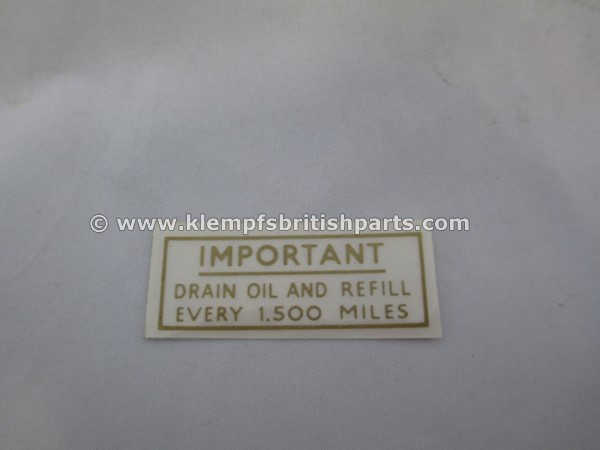 © www.klempfsbritishparts.com
IMPORTANT
DRAIN OIL AND REFILL
EVERY 1,500 MILES